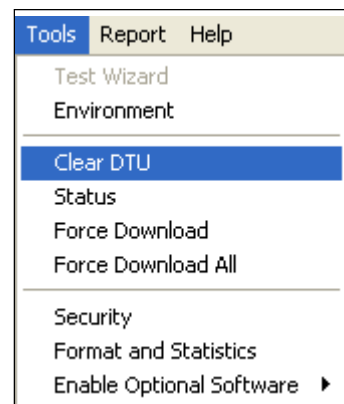 Tools Report Help
Test Wizard
Environment
Clear DTU
Status
Force Download
Force Download All
Security
Format and Statistics
Enable Optional Software